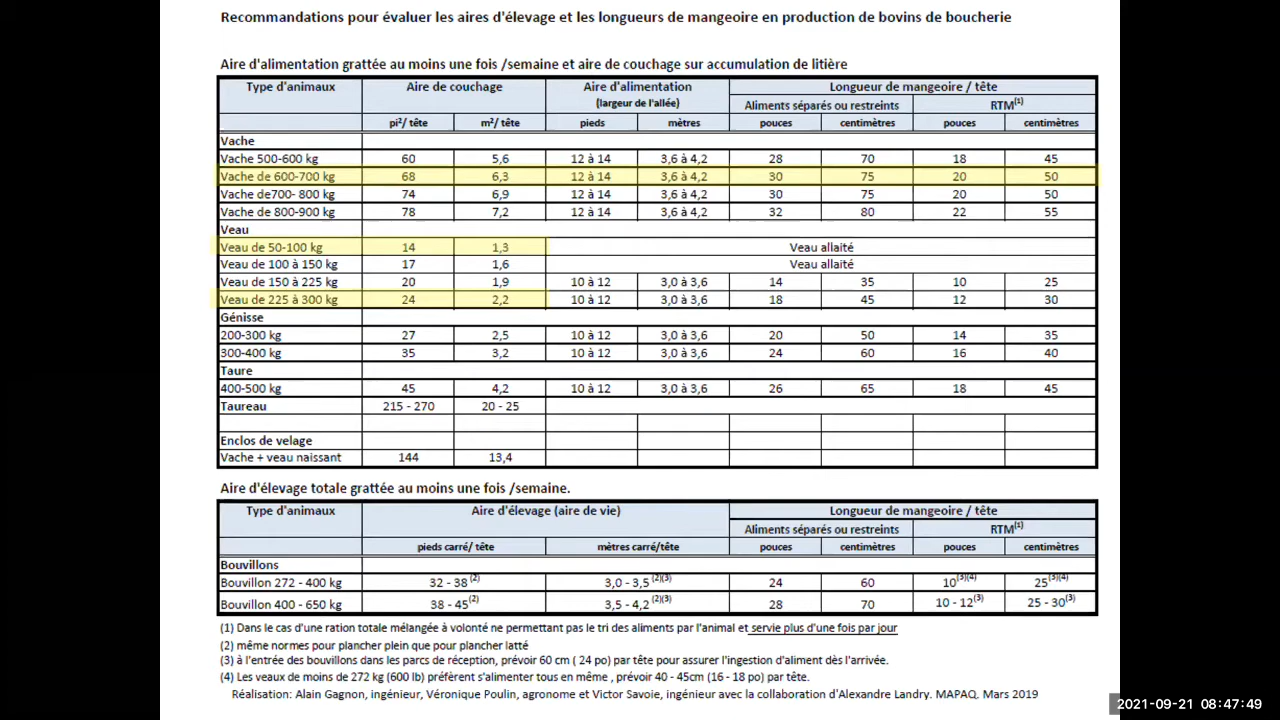 Recommandations pour évaluer les aires d'élevage et les longueurs de mangeoire en production de bovins de boucherie
Aire d'alimentation grattée au moins une fois /semaine et aire de couchage sur accumulation de litière
Type d'animaux Aire de couchage Aire d'alimentation Longueur de mangeoire / tête
(largeur de l'allée) Aliments séparés ou restreints RTM(1)
pi²/ tête m²/ tête pieds mètres pouces centimètres pouces centimètres
Vache
Vache 500-600 kg 60 5,6 12 à 14 3,6 à 4,2 28 70 18 45
Vache de 600-700 kg 68 6,3 12 à 14 3,6 à 4,2 30 75 20 50
Vache de700- 800 kg 74 6,9 12 à 14 3,6 à 4,2 30 75 20 50
Vache de 800-900 kg 78 7,2 12 à 14 3,6 à 4,2 32 80 22 55
Veau
Veau de 50-100 kg 14 1,3 Veau allaité
Veau de 100 à 150 kg 17 1,6 Veau allaité
Veau de 150 à 225 kg 20 1,9 10 à 12 3,0 à 3,6 14 35 10 25
Veau de 225 à 300 kg 24 2,2 10 à 12 3,0 à 3,6 18 45 12 30
Génisse
200-300 kg 27 2,5 10 à 12 3,0 à 3,6 20 50 14 35
300-400 kg 35 3,2 10 à 12 3,0 à 3,6 24 60 16 40
Taure
400-500 kg 45 4,2 10 à 12 3,0 à 3,6 26 65 18 45
Taureau 215 - 270 20 - 25
Enclos de velage
Vache + veau naissant 144 13,4
Aire d'élevage totale grattée au moins une fois /semaine.
Type d'animaux Aire d'élevage (aire de vie) Longueur de mangeoire / tête
Aliments séparés ou restreints RTM(1)
pieds carré/ tête mètres carré/tête pouces centimètres pouces centimètres
Bouvillons
Bouvillon 272 - 400 kg 32 - 38 (2) 3,0 - 3,5 (2)(3) 24 60 10(3)(4) 25(3)(4)
Bouvillon 400 - 650 kg 38 - 45(2) 3,5 - 4,2 (2)(3) 28 70 10 - 12(3) 25 - 30(3)
(1) Dans le cas d'une ration totale mélangée à volonté ne permettant pas le tri des aliments par l'animal et servie plus d'une fois par jour
(2) même normes pour plancher plein que pour plancher latté
(3) à l'entrée des bouvillons dans les parcs de réception, prévoir 60 cm ( 24 po) par tête pour assurer l'ingestion d'aliment dès l'arrivée.
(4) Les veaux de moins de 272 kg (600 lb) préfèrent s'alimenter tous en même , prévoir 40 - 45cm (16 - 18 po) par tête.
Réalisation: Alain Gagnon, ingénieur, Véronique Poulin, agronome et Victor Savoie, ingénieur avec la collaboration d'Alexandre Landry. MAPAQ. Mars 2019
2021-09-21 08:47:49